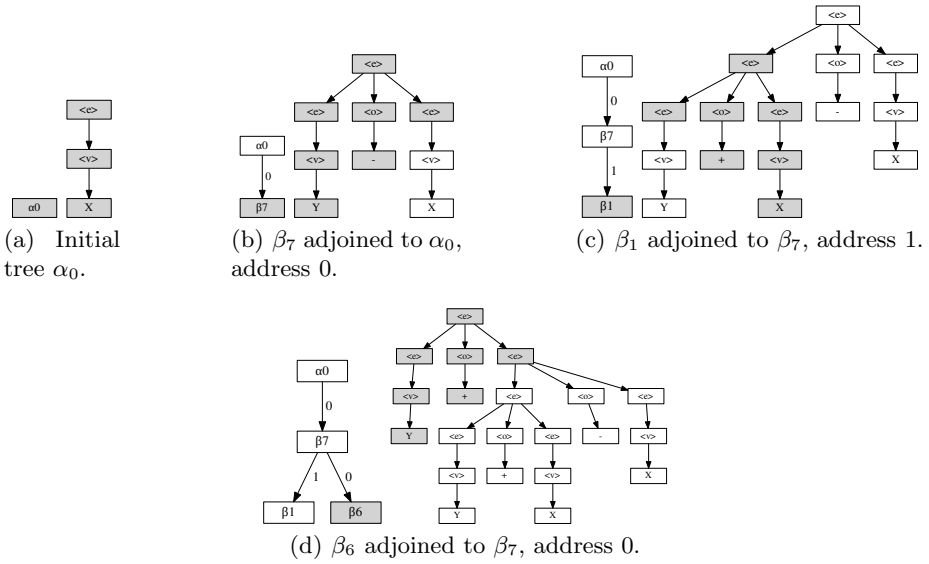 <e>
<v>
α0 X
(a) Initial
tree α₀.
<e>
<e> <o> <e>
α0 <v> - <v>
0
β7 Y X
(b) β₇ adjoined to α₀,
address 0.
<e>
α0 <e> <o> <e>
0
<e> <o> <e> - <v>
β7 <v> + <v> X
1
β1 Y X
(c) β₁ adjoined to β₇, address 1.
<e>
<e> <o> <e>
α0
<v> + <e> <o> <e>
0
β7 Y <e> <o> <e> - <v>
1 0
<v> + <v> X
β1 β6 Y X
(d) β₆ adjoined to β₇, address 0.